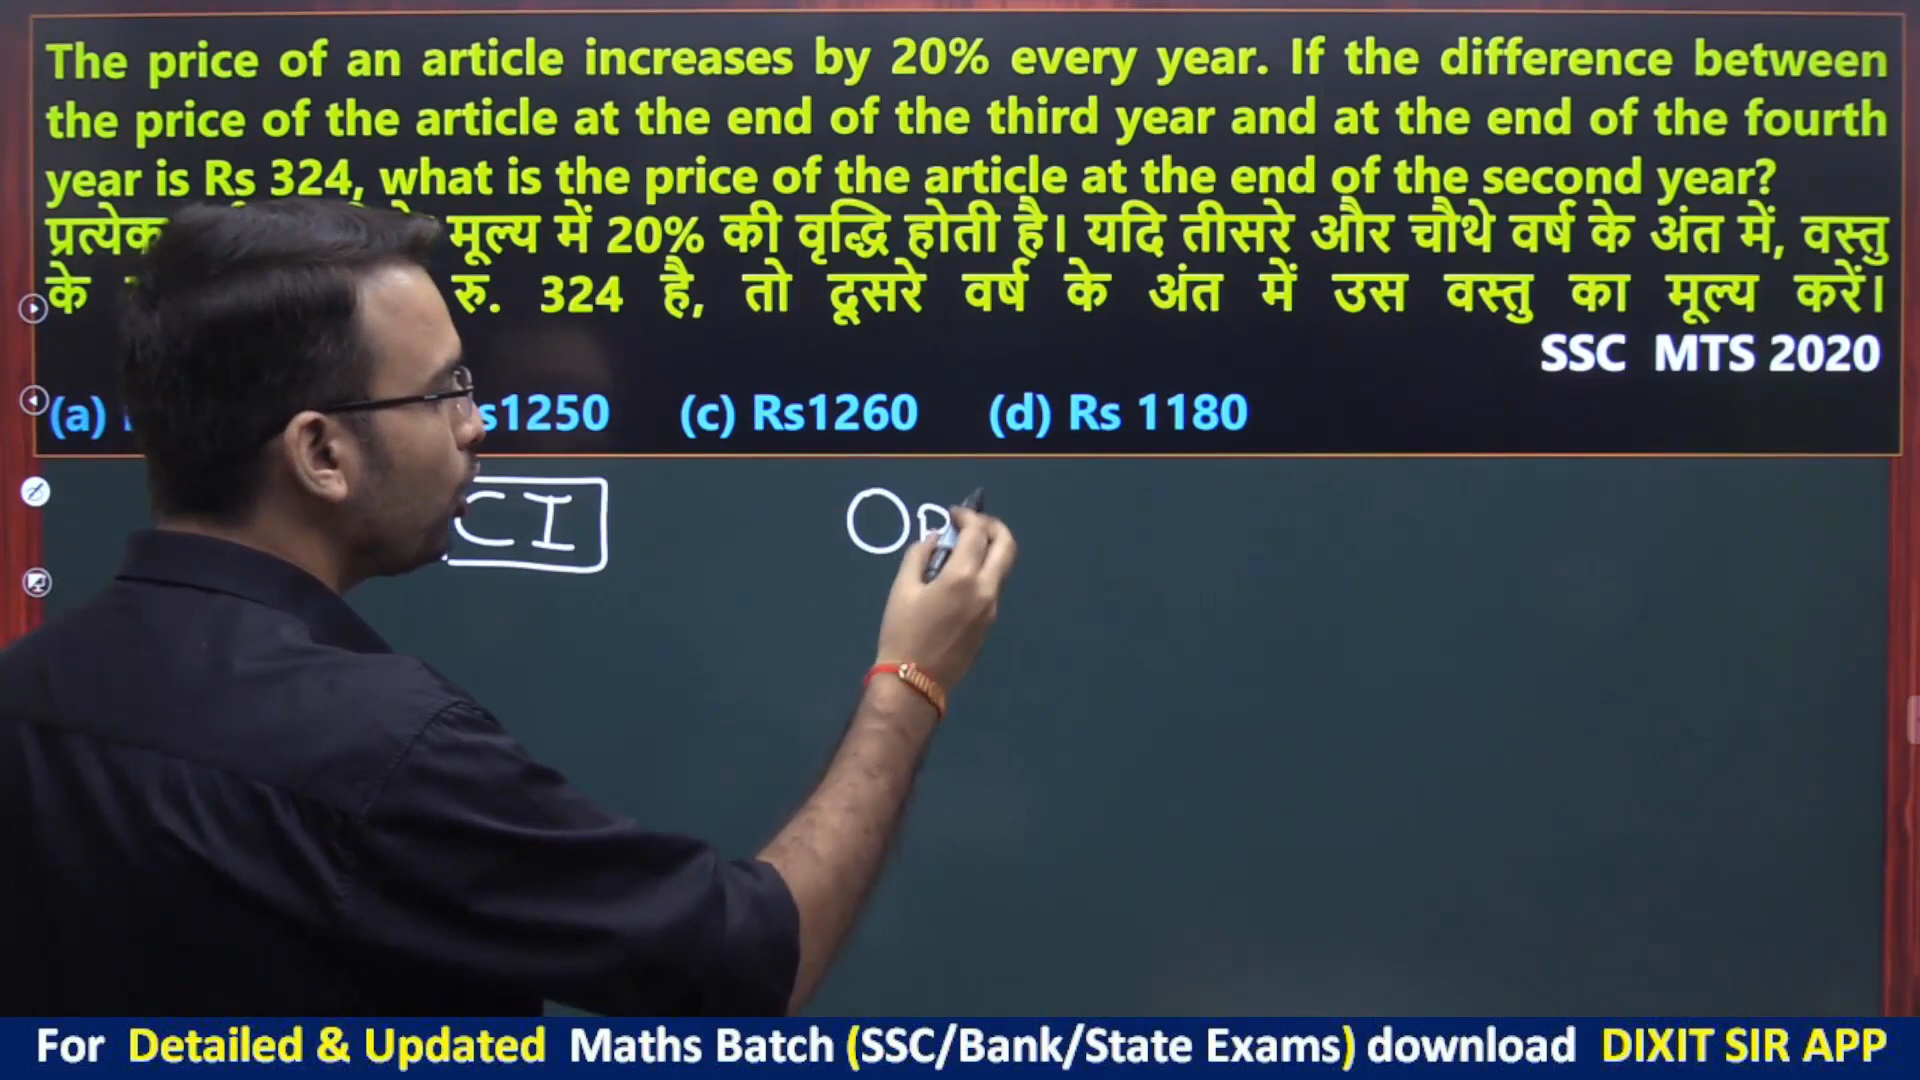 The price of an article increases by 20% every year. If the difference between
the price of the article at the end of the third year and at the end of the fourth
year is Rs 324, what is the price of the article at the end of the second year?
प्रत्येक मूल्य में 20% की वृद्धि होती है। यदि तीसरे और चौथे वर्ष के अंत में, वस्तु
के रु. 324 है, तो दूसरे वर्ष के अंत में उस वस्तु का मूल्य करें।
SSC MTS 2020
(a) s1250 (c) Rs1260 (d) Rs 1180
CI
For Detailed & Updated Maths Batch (SSC/Bank/State Exams) download DIXIT SIR APP